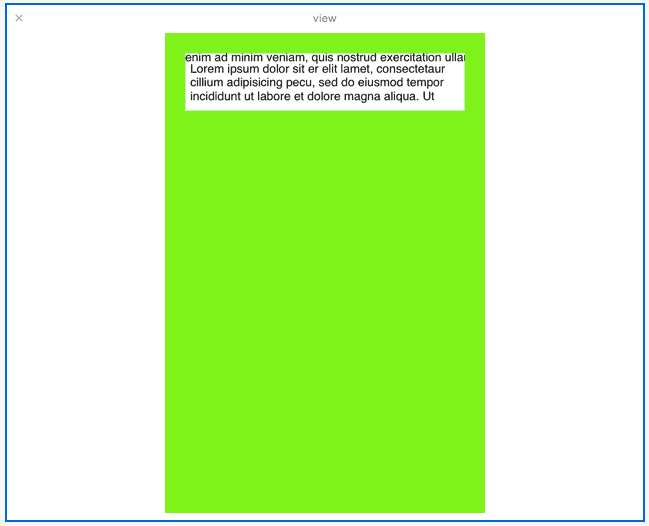 view
enim ad minim veniam, quis nostrud exercitation ulla
Lorem ipsum dolor sit er elit lamet, consectetaur
cillium adipisicing pecu, sed do eiusmod tempor
incididunt ut labore et dolore magna aliqua. Ut